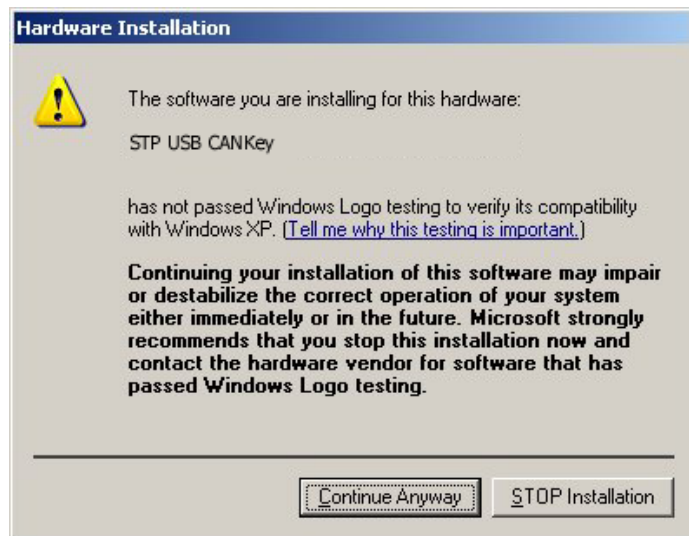 Hardware Installation
The software you are installing for this hardware:
STP USB CANKey
has not passed Windows Logo testing to verify its compatibility
with Windows XP. (Tell me why this testing is important.)
Continuing your installation of this software may impair
or destabilize the correct operation of your system
either immediately or in the future. Microsoft strongly
recommends that you stop this installation now and
contact the hardware vendor for software that has
passed Windows Logo testing.
Continue Anyway
STOP Installation